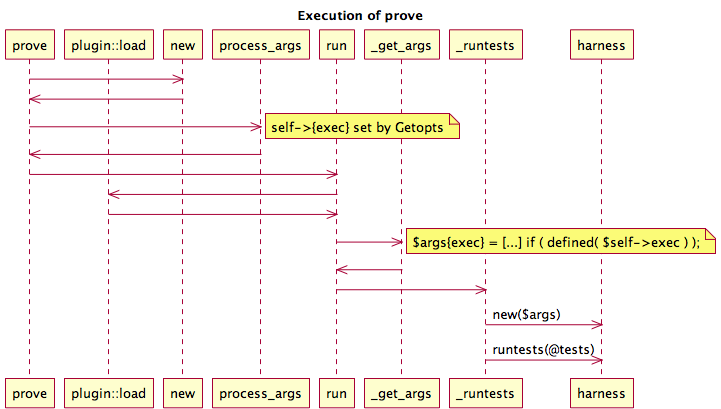 Execution of prove
prove plugin::load new process_args run _get_args _runtests harness
self->{exec} set by Getopts
$args{exec} = [...] if ( defined( $self->exec ) );
new($args)
runtests(@tests)
prove plugin::load new process_args run _get_args _runtests harness